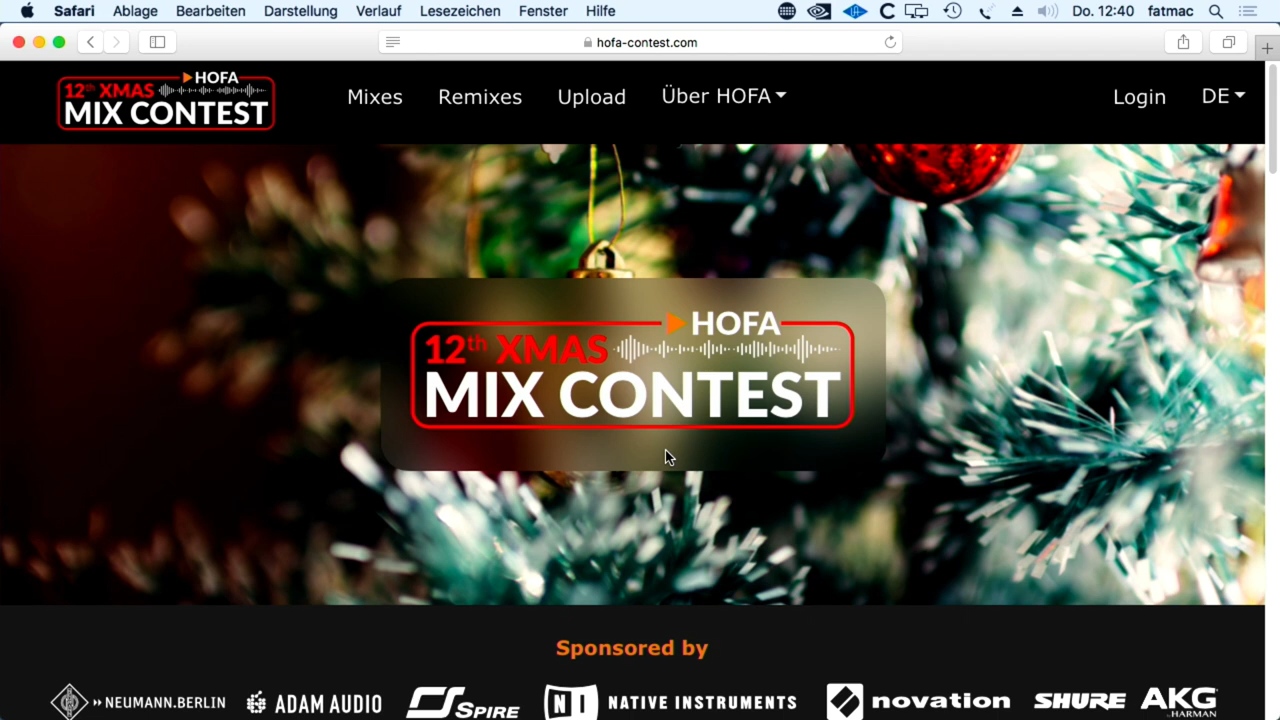 Safari Ablage Bearbeiten Darstellung Verlauf Lesezeichen Fenster Hilfe Do. 12:40 fatmac
hofa-contest.com
HOFA
12th XMAS
MIX CONTEST
Mixes Remixes Upload Über HOFA Login DE
HOFA
12th XMAS
MIX CONTEST
Sponsored by
NEUMANN.BERLIN ADAM AUDIO SPIRE NI NATIVE INSTRUMENTS novation SHURE AKG
BY HARMAN